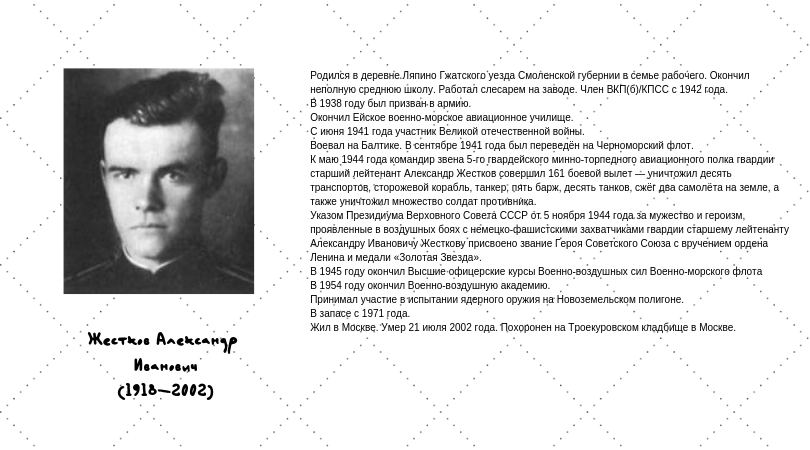 Родился в деревне Ляпино Гжатского уезда Смоленской губернии в семье рабочего. Окончил
неполную среднюю школу. Работал слесарем на заводе. Член ВКП(б)/КПСС с 1942 года.
В 1938 году был призван в армию.
Окончил Ейское военно-морское авиационное училище.
С июня 1941 года участник Великой отечественной войны.
Воевал на Балтике. В сентябре 1941 года был переведён на Черноморский флот.
К маю 1944 года командир звена 5-го гвардейского минно-торпедного авиационного полка гвардии
старший лейтенант Александр Жестков совершил 161 боевой вылет — уничтожил десять
транспортов, сторожевой корабль, танкер, пять барж, десять танков, сжёг два самолёта на земле, а
также уничтожил множество солдат противника.
Указом Президиума Верховного Совета СССР от 5 ноября 1944 года за мужество и героизм,
проявленные в воздушных боях с немецко-фашистскими захватчиками гвардии старшему лейтенанту
Александру Ивановичу Жесткову присвоено звание Героя Советского Союза с вручением ордена
Ленина и медали «Золотая Звезда».
В 1945 году окончил Высшие офицерские курсы Военно-воздушных сил Военно-морского флота
В 1954 году окончил Военно-воздушную академию.
Принимал участие в испытании ядерного оружия на Новоземельском полигоне.
В запасе с 1971 года.
Жил в Москве. Умер 21 июля 2002 года. Похоронен на Троекуровском кладбище в Москве.
Жестков Александр
Иванович
(1918—2002)